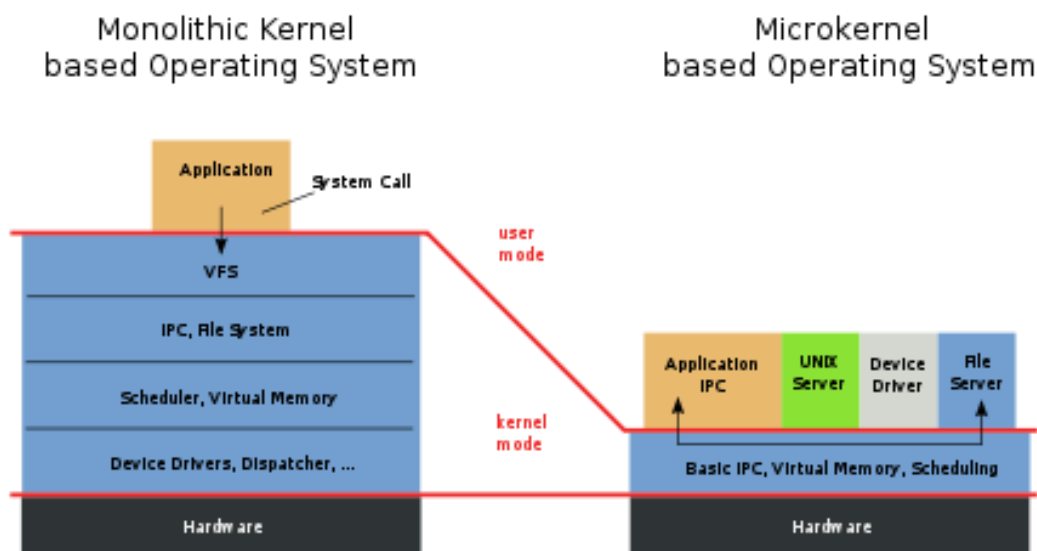 Monolithic Kernel
based Operating System
Microkernel
based Operating System
Application
System Call
VFS
IPC, File System
Scheduler, Virtual Memory
Device Drivers, Dispatcher, ...
Hardware
user
mode
kernel
mode
Application
IPC
UNIX
Server
Device
Driver
File
Server
Basic IPC, Virtual Memory, Scheduling
Hardware